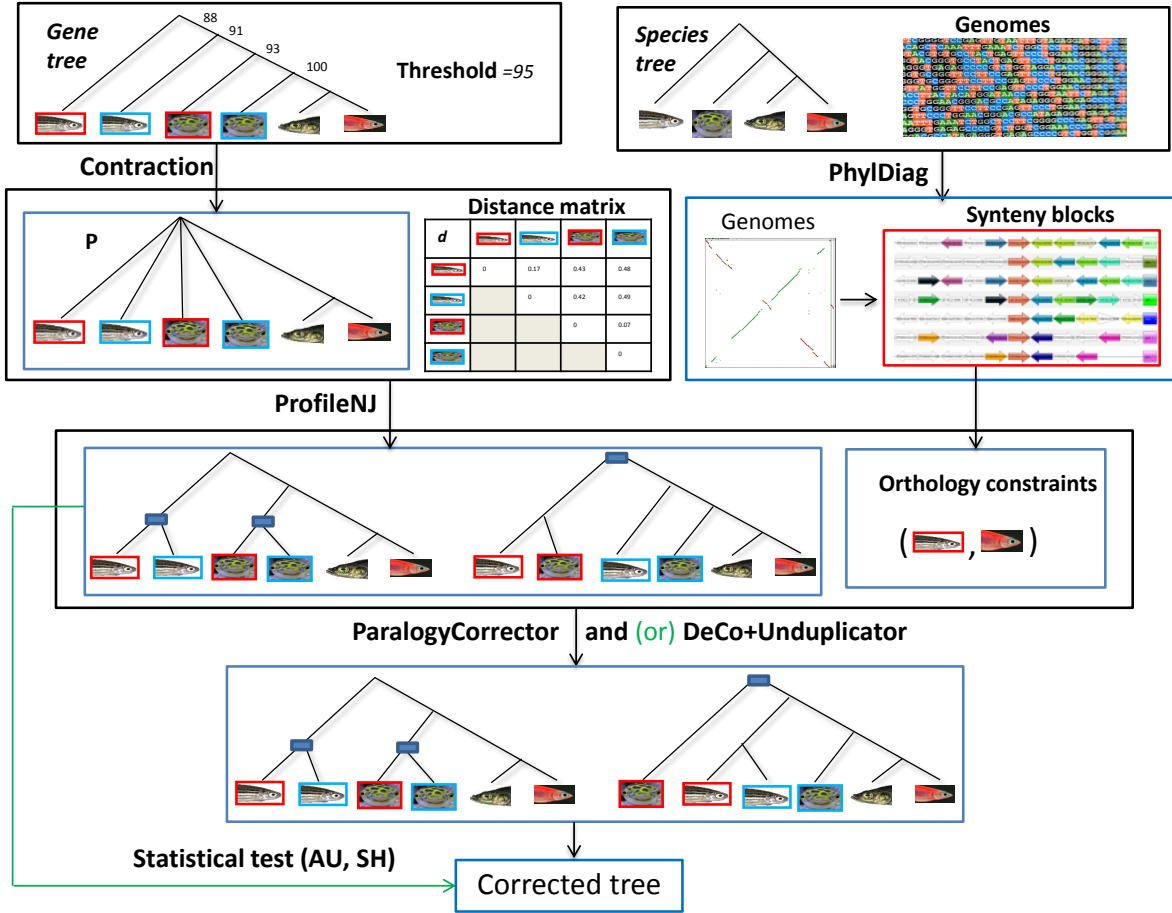 Gene
tree
88
91
93
100
Threshold =95
Species
tree
Genomes
Contraction
PhylDiag
P
Distance matrix
d
0 0.17 0.43 0.48
0 0.42 0.49
0 0.07
0
Genomes
Synteny blocks
ProfileNJ
Orthology constraints
( , )
ParalogyCorrector and (or) DeCo+Unduplicator
Statistical test (AU, SH)
Corrected tree